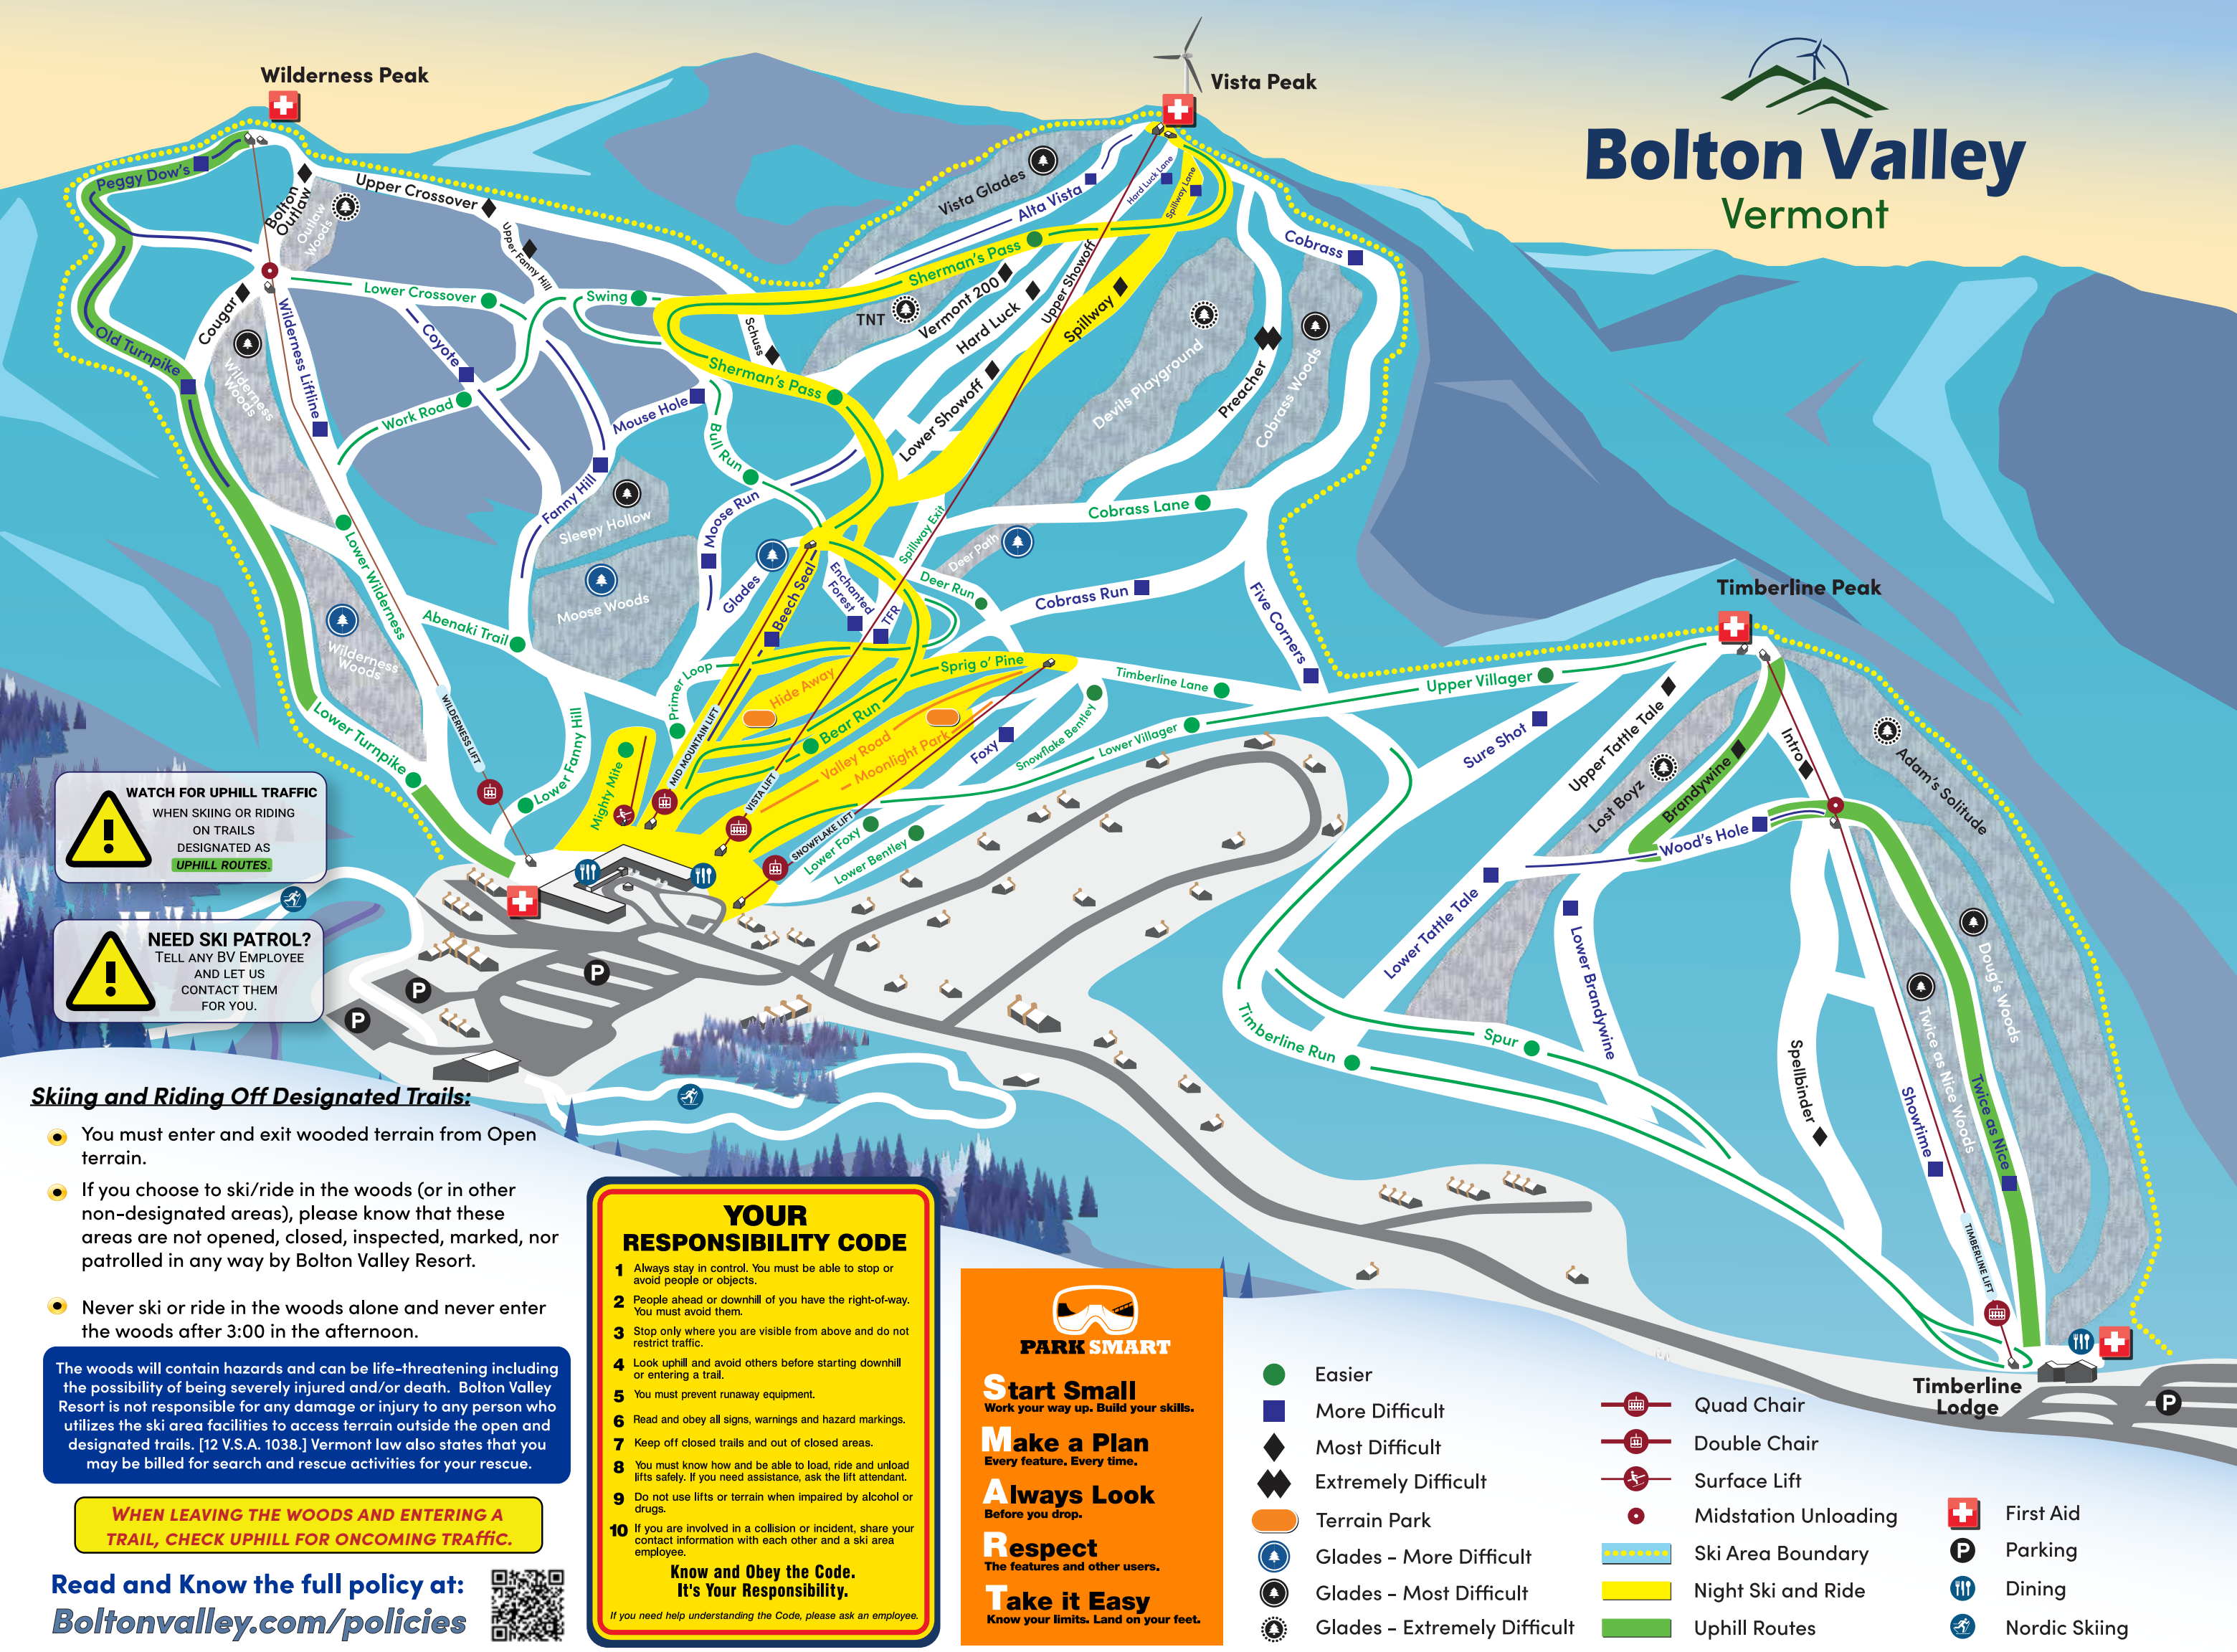 Wilderness Peak
Vista Peak
Bolton Valley
Vermont
Peggy Dow's
Bolton
Outlaw
Outlaw
Woods
Upper Crossover
Upper Fanny Hill
Vista Glades
Alta Vista
Hard Luck Lane
Spillway Lane
Sherman's Pass
Cobrass
Cougar
Lower Crossover
Swing
Schuss
TNT
Vermont 200
Hard Luck
Upper Showoff
Spillway
Old Turnpike
Wilderness
Woods
Wilderness Liftline
Coyote
Work Road
Mouse Hole
Sherman's Pass
Bull Run
Lower Showoff
Devils Playground
Preacher
Cobrass Woods
Fanny Hill
Sleepy Hollow
Moose Run
Cobrass Lane
Spillway Exit
Deer Path
Lower Wilderness
Moose Woods
Glades
Beech Seal
Enchanted
Forest
TFR
Deer Run
Cobrass Run
Five Corners
Timberline Peak
Abenaki Trail
Wilderness
Woods
Primer Loop
Hide Away
Sprig o' Pine
Timberline Lane
Upper Villager
Lower Turnpike
WILDERNESS LIFT
Lower Fanny Hill
Mighty Mite
MID MOUNTAIN LIFT
Bear Run
Valley Road
Moonlight Park
VISTA LIFT
SNOWFLAKE LIFT
Foxy
Snowflake Bentley
Lower Villager
Lower Foxy
Lower Bentley
Sure Shot
Upper Tattle Tale
Lost Boyz
Brandywine
Intro
Adam's Solitude
Wood's Hole
Lower Tattle Tale
Lower Brandywine
Doug's Woods
Twice as Nice Woods
Twice as Nice
Spellbinder
Showtime
Timberline Run
Spur
TIMBERLINE LIFT
Timberline
Lodge
P
P
P
P
WATCH FOR UPHILL TRAFFIC
WHEN SKIING OR RIDING
ON TRAILS
DESIGNATED AS
UPHILL ROUTES.
NEED SKI PATROL?
TELL ANY BV EMPLOYEE
AND LET US
CONTACT THEM
FOR YOU.
Skiing and Riding Off Designated Trails:
You must enter and exit wooded terrain from Open
terrain.
If you choose to ski/ride in the woods (or in other
non-designated areas), please know that these
areas are not opened, closed, inspected, marked, nor
patrolled in any way by Bolton Valley Resort.
Never ski or ride in the woods alone and never enter
the woods after 3:00 in the afternoon.
The woods will contain hazards and can be life-threatening including
the possibility of being severely injured and/or death. Bolton Valley
Resort is not responsible for any damage or injury to any person who
utilizes the ski area facilities to access terrain outside the open and
designated trails. [12 V.S.A. 1038.] Vermont law also states that you
may be billed for search and rescue activities for your rescue.
WHEN LEAVING THE WOODS AND ENTERING A
TRAIL, CHECK UPHILL FOR ONCOMING TRAFFIC.
Read and Know the full policy at:
Boltonvalley.com/policies
YOUR
RESPONSIBILITY CODE
1 Always stay in control. You must be able to stop or
avoid people or objects.
2 People ahead or downhill of you have the right-of-way.
You must avoid them.
3 Stop only where you are visible from above and do not
restrict traffic.
4 Look uphill and avoid others before starting downhill
or entering a trail.
5 You must prevent runaway equipment.
6 Read and obey all signs, warnings and hazard markings.
7 Keep off closed trails and out of closed areas.
8 You must know how and be able to load, ride and unload
lifts safely. If you need assistance, ask the lift attendant.
9 Do not use lifts or terrain when impaired by alcohol or
drugs.
10 If you are involved in a collision or incident, share your
contact information with each other and a ski area
employee.
Know and Obey the Code.
It's Your Responsibility.
If you need help understanding the Code, please ask an employee.
PARK SMART
Start Small
Work your way up. Build your skills.
Make a Plan
Every feature. Every time.
Always Look
Before you drop.
Respect
The features and other users.
Take it Easy
Know your limits. Land on your feet.
Easier
More Difficult
Most Difficult
Extremely Difficult
Terrain Park
Glades - More Difficult
Glades - Most Difficult
Glades - Extremely Difficult
Quad Chair
Double Chair
Surface Lift
Midstation Unloading
Ski Area Boundary
Night Ski and Ride
Uphill Routes
First Aid
P Parking
Dining
Nordic Skiing